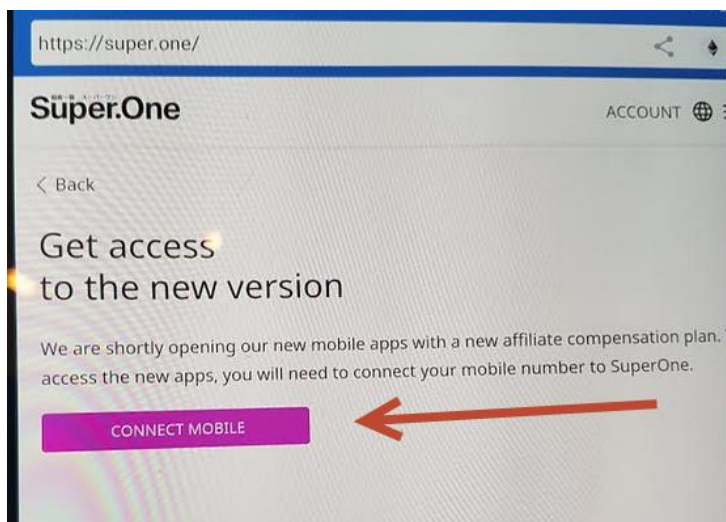 https://super.one/
Süper.One
ACCOUNT
< Back
Get access
to the new version
We are shortly opening our new mobile apps with a new affiliate compensation plan.
access the new apps, you will need to connect your mobile number to SuperOne.
CONNECT MOBILE